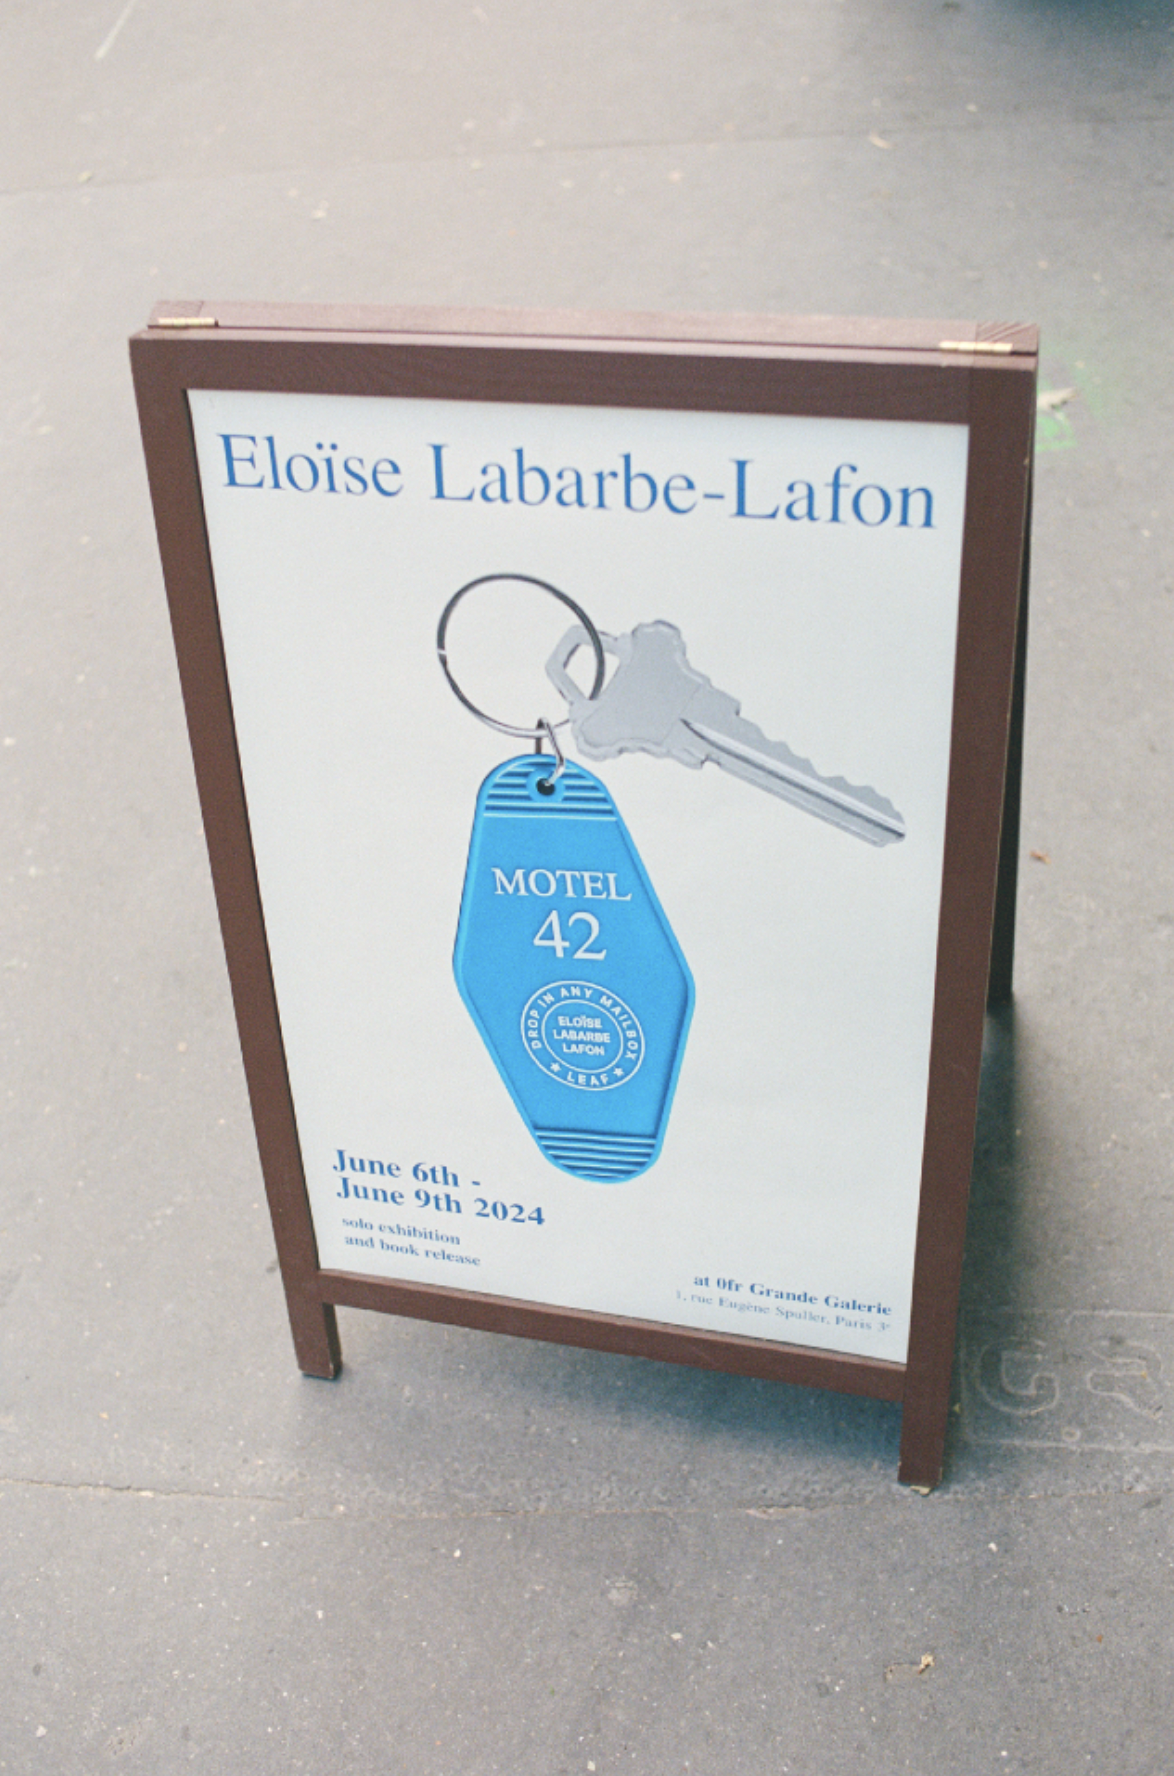 Eloïse Labarbe-Lafon
MOTEL
42
DROP IN ANY MAILBOX
ELOÏSE
LABARBE
LAFON
★ LEAF ★
June 6th -
June 9th 2024
solo exhibition
and book release
at 0fr Grande Galerie
1, rue Eugène Spuller, Paris 3ᵉ